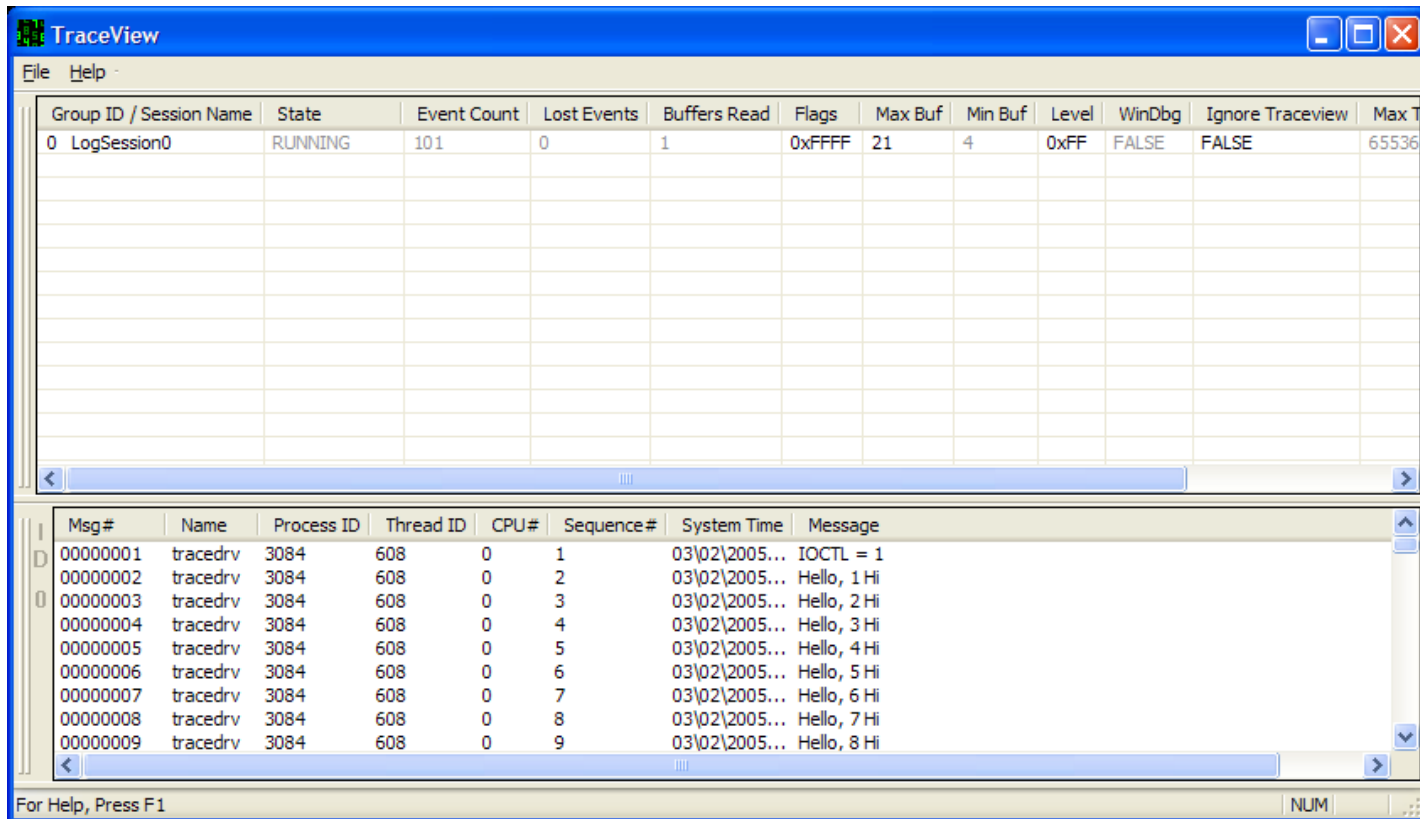 TraceView
File Help
Group ID / Session Name State Event Count Lost Events Buffers Read Flags Max Buf Min Buf Level WinDbg Ignore Traceview Max T
0 LogSession0 RUNNING 101 0 1 0xFFFF 21 4 0xFF FALSE FALSE 65536
Msg# Name Process ID Thread ID CPU# Sequence# System Time Message
00000001 tracedrv 3084 608 0 1 03\02\2005... IOCTL = 1
00000002 tracedrv 3084 608 0 2 03\02\2005... Hello, 1 Hi
00000003 tracedrv 3084 608 0 3 03\02\2005... Hello, 2 Hi
00000004 tracedrv 3084 608 0 4 03\02\2005... Hello, 3 Hi
00000005 tracedrv 3084 608 0 5 03\02\2005... Hello, 4 Hi
00000006 tracedrv 3084 608 0 6 03\02\2005... Hello, 5 Hi
00000007 tracedrv 3084 608 0 7 03\02\2005... Hello, 6 Hi
00000008 tracedrv 3084 608 0 8 03\02\2005... Hello, 7 Hi
00000009 tracedrv 3084 608 0 9 03\02\2005... Hello, 8 Hi
ID 0
For Help, Press F1 NUM